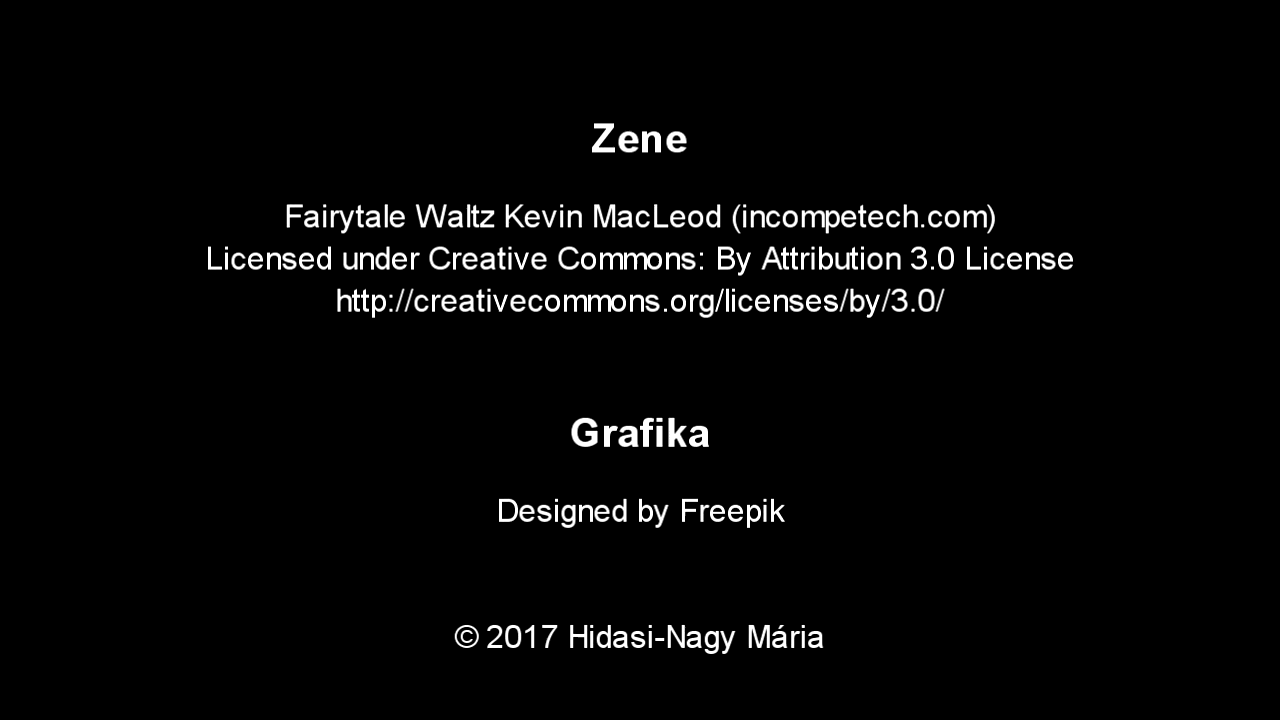 Zene
Fairytale Waltz Kevin MacLeod (incompetech.com)
Licensed under Creative Commons: By Attribution 3.0 License
http://creativecommons.org/licenses/by/3.0/
Grafika
Designed by Freepik
© 2017 Hidasi-Nagy Mária